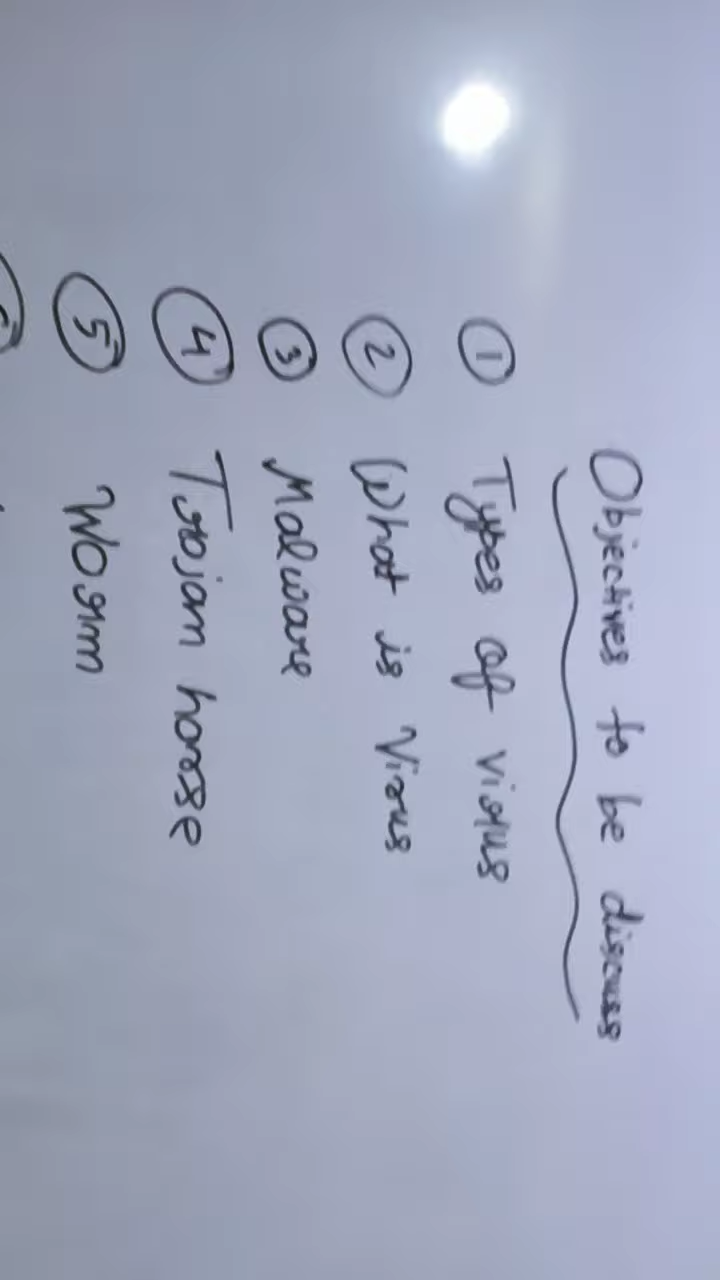 Objectives to be discuss
① Types of virus
② What is Virus
③ Malware
④ Trojan horse
⑤ Worm